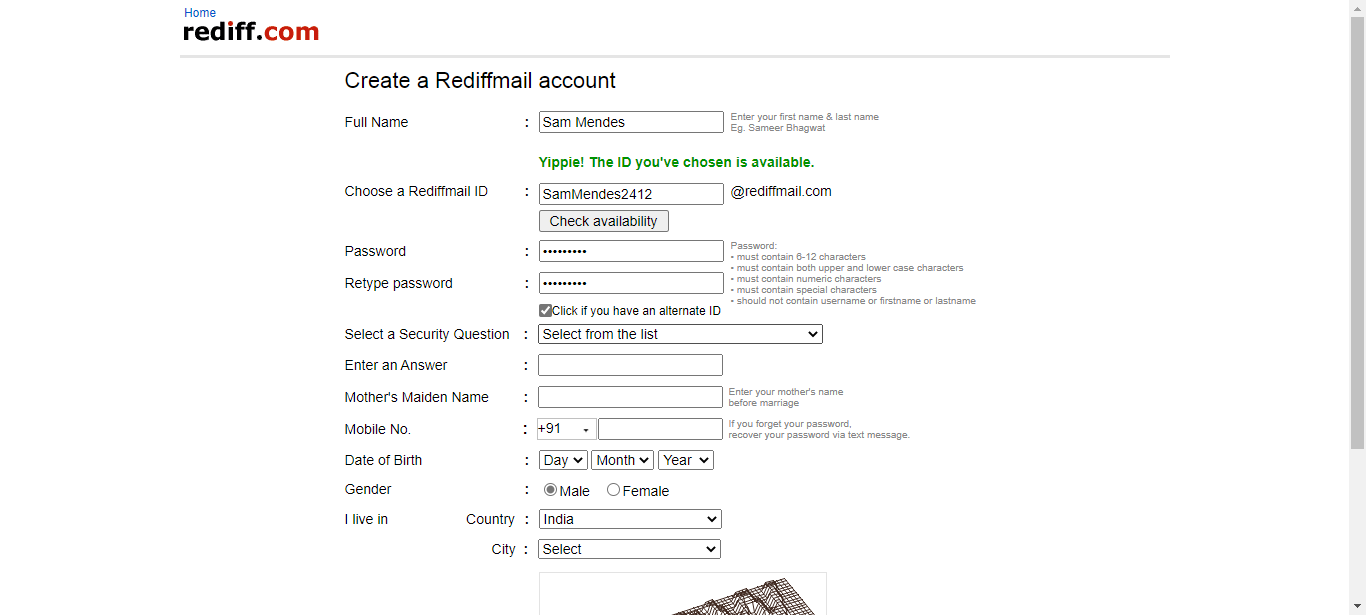 Home
rediff.com
Create a Rediffmail account
Full Name : Sam Mendes Enter your first name & last name
Eg. Sameer Bhagwat
Yippie! The ID you've chosen is available.
Choose a Rediffmail ID : SamMendes2412 @rediffmail.com
Check availability
Password : ••••••••• Password:
• must contain 6-12 characters
• must contain both upper and lower case characters
• must contain numeric characters
Retype password : •••••••••
• must contain special characters
• should not contain username or firstname or lastname
Click if you have an alternate ID
Select a Security Question : Select from the list
Enter an Answer :
Mother's Maiden Name : Enter your mother's name
before marriage
Mobile No. : +91 If you forget your password,
recover your password via text message.
Date of Birth : Day Month Year
Gender : Male Female
I live in Country : India
City : Select